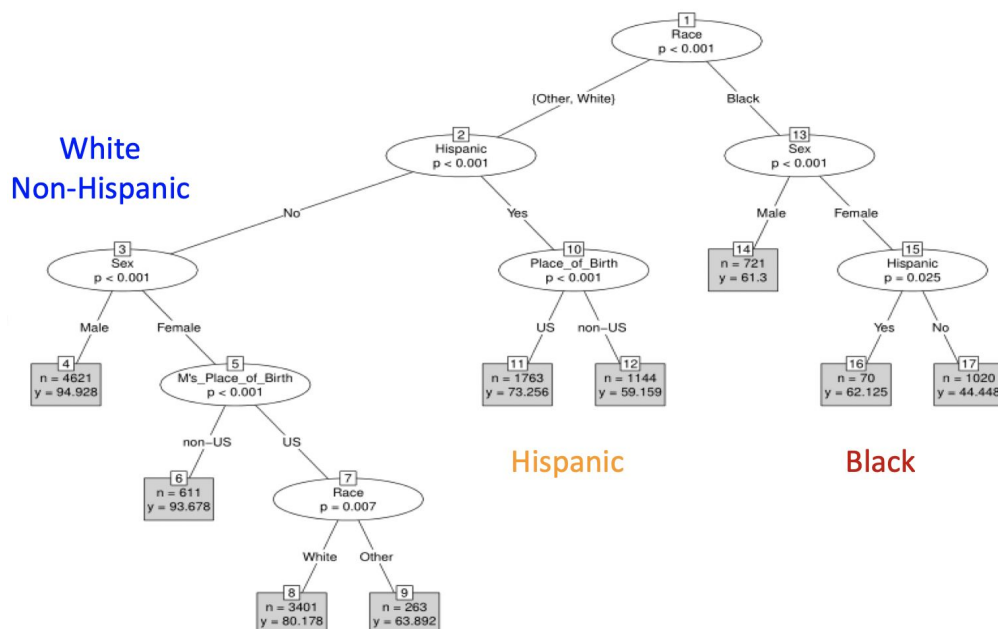 1
Race
p < 0.001
{Other, White}
Black
2
Hispanic
p < 0.001
13
Sex
p < 0.001
White
Non-Hispanic
No
Yes
Male
Female
3
Sex
p < 0.001
10
Place_of_Birth
p < 0.001
14
n = 721
y = 61.3
15
Hispanic
p = 0.025
Male
Female
US
non−US
Yes
No
4
n = 4621
y = 94.928
5
M's_Place_of_Birth
p < 0.001
11
n = 1763
y = 73.256
12
n = 1144
y = 59.159
16
n = 70
y = 62.125
17
n = 1020
y = 44.448
non−US
US
Hispanic
Black
6
n = 611
y = 93.678
7
Race
p = 0.007
White
Other
8
n = 3401
y = 80.178
9
n = 263
y = 63.892